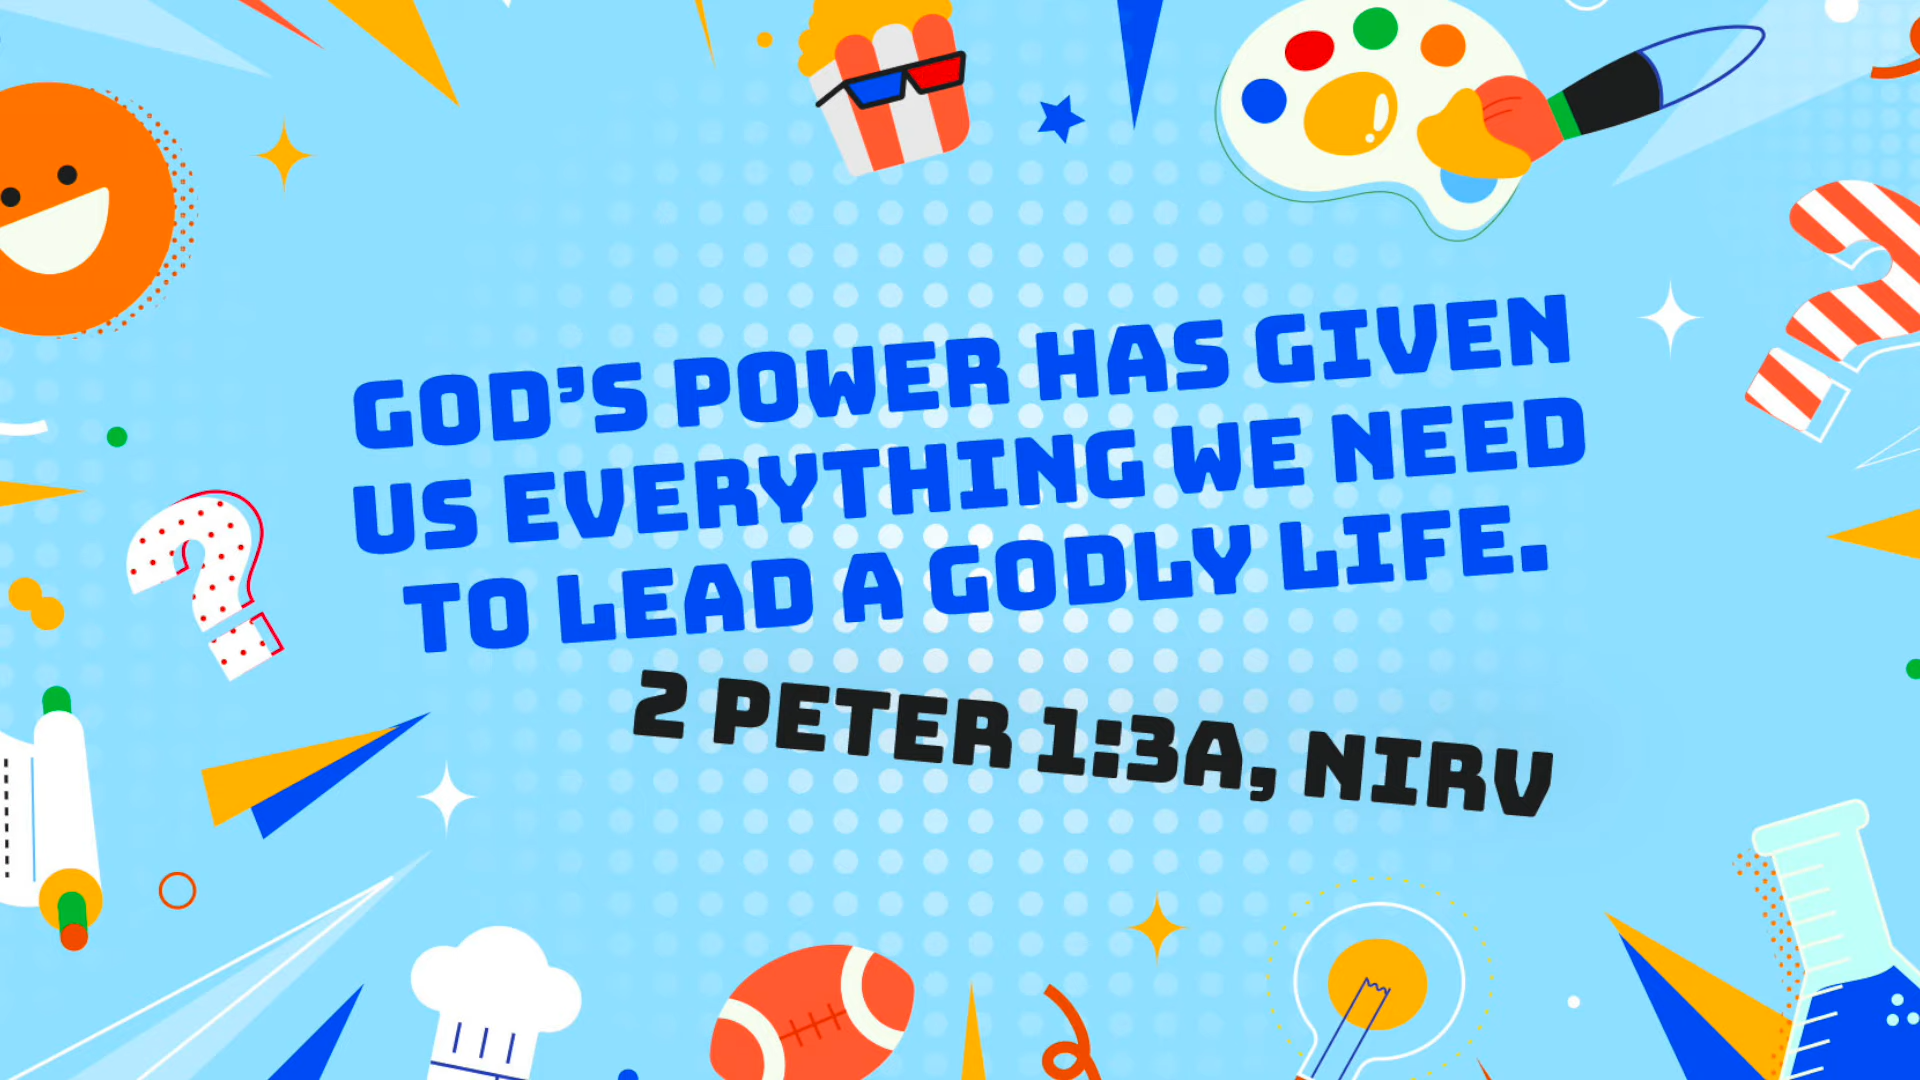 GOD'S POWER HAS GIVEN
US EVERYTHING WE NEED
TO LEAD A GODLY LIFE.
2 PETER 1:3A, NIRV